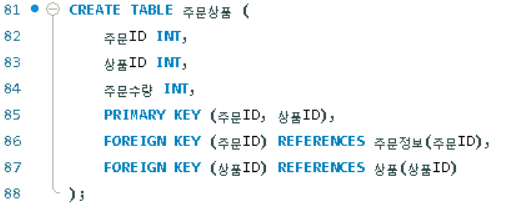 81 CREATE TABLE 주문상품 (
82 주문ID INT,
83 상품ID INT,
84 주문수량 INT,
85 PRIMARY KEY (주문ID, 상품ID),
86 FOREIGN KEY (주문ID) REFERENCES 주문정보(주문ID),
87 FOREIGN KEY (상품ID) REFERENCES 상품(상품ID)
88 );